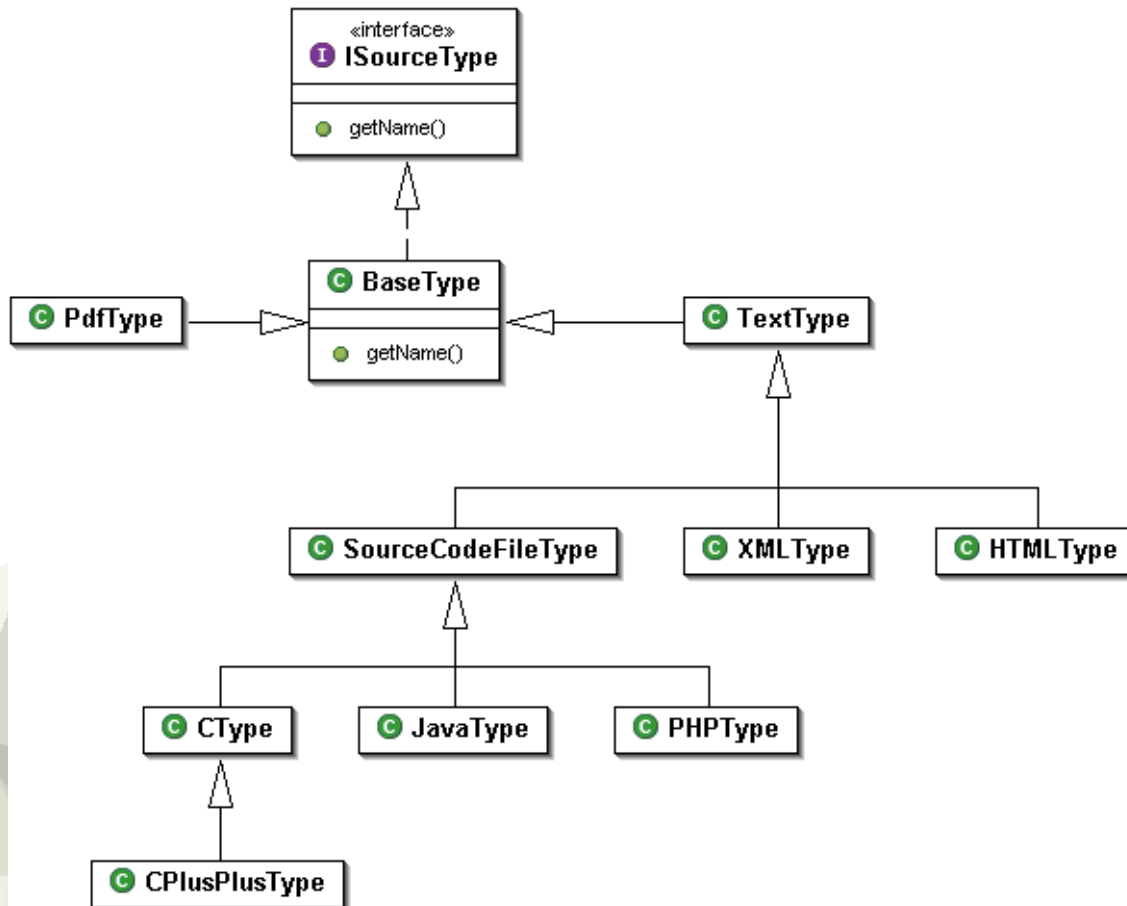 «interface»
I ISourceType
getName()
C BaseType
C PdfType
C TextType
getName()
C SourceCodeFileType
C XMLType
C HTMLType
C CType
C JavaType
C PHPType
C CPlusPlusType